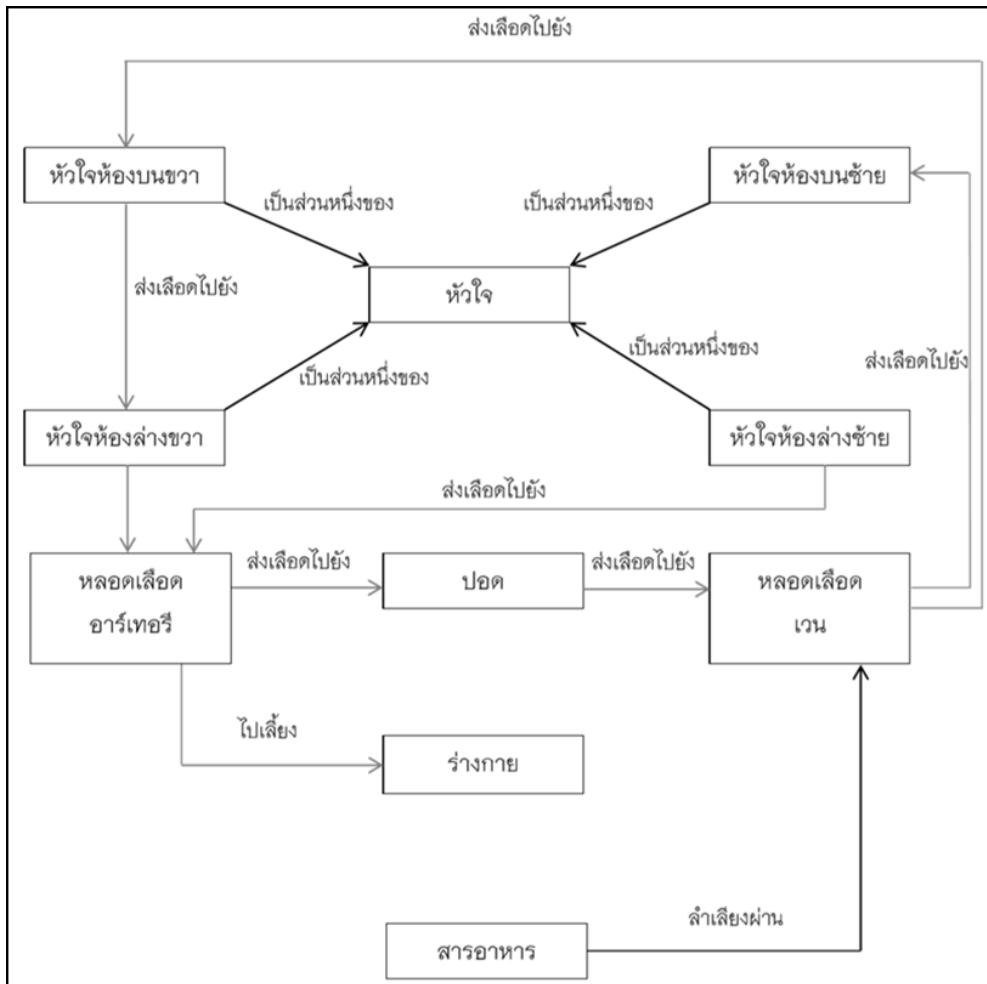 ส่งเลือดไปยัง
หัวใจห้องบนขวา
หัวใจห้องบนซ้าย
เป็นส่วนหนึ่งของ
เป็นส่วนหนึ่งของ
ส่งเลือดไปยัง
หัวใจ
เป็นส่วนหนึ่งของ
ส่งเลือดไปยัง
เป็นส่วนหนึ่งของ
หัวใจห้องล่างขวา
หัวใจห้องล่างซ้าย
ส่งเลือดไปยัง
หลอดเลือด
อาร์เทอรี
ส่งเลือดไปยัง
ปอด
ส่งเลือดไปยัง
หลอดเลือด
เวน
ไปเลี้ยง
ร่างกาย
ลำเลียงผ่าน
สารอาหาร